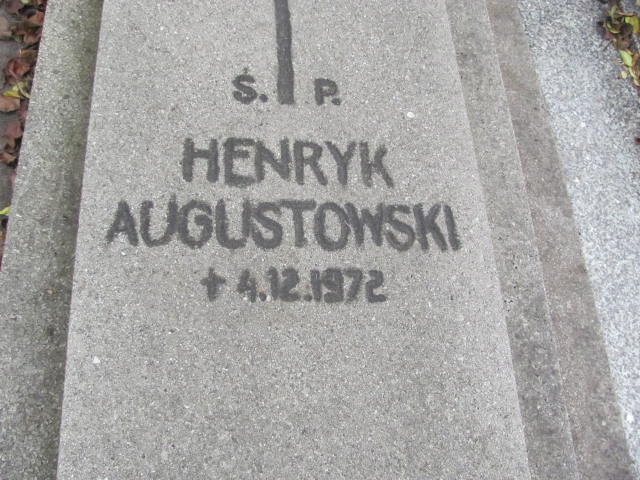 Ś. P.
HENRYK
AUGUSTOWSKI
† 4.12.1972